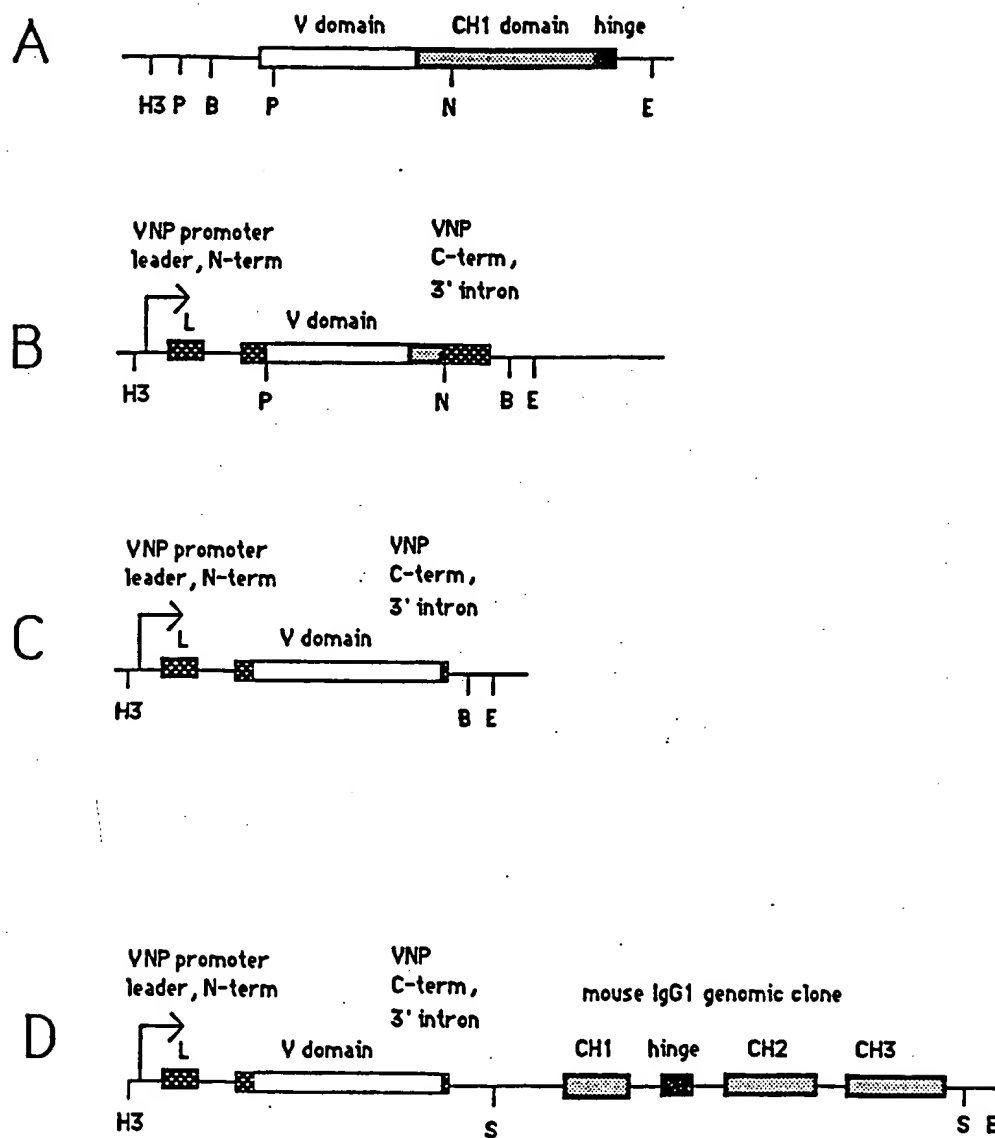 A
V domain CH1 domain hinge
H3 P B P N E
VNP promoter
leader, N-term
VNP
C-term,
3' intron
L
V domain
B
H3 P N B E
VNP promoter
leader, N-term
VNP
C-term,
3' intron
L
V domain
C
H3 B E
VNP promoter
leader, N-term
VNP
C-term,
3' intron
mouse IgG1 genomic clone
D
L
V domain CH1 hinge CH2 CH3
H3 S S E